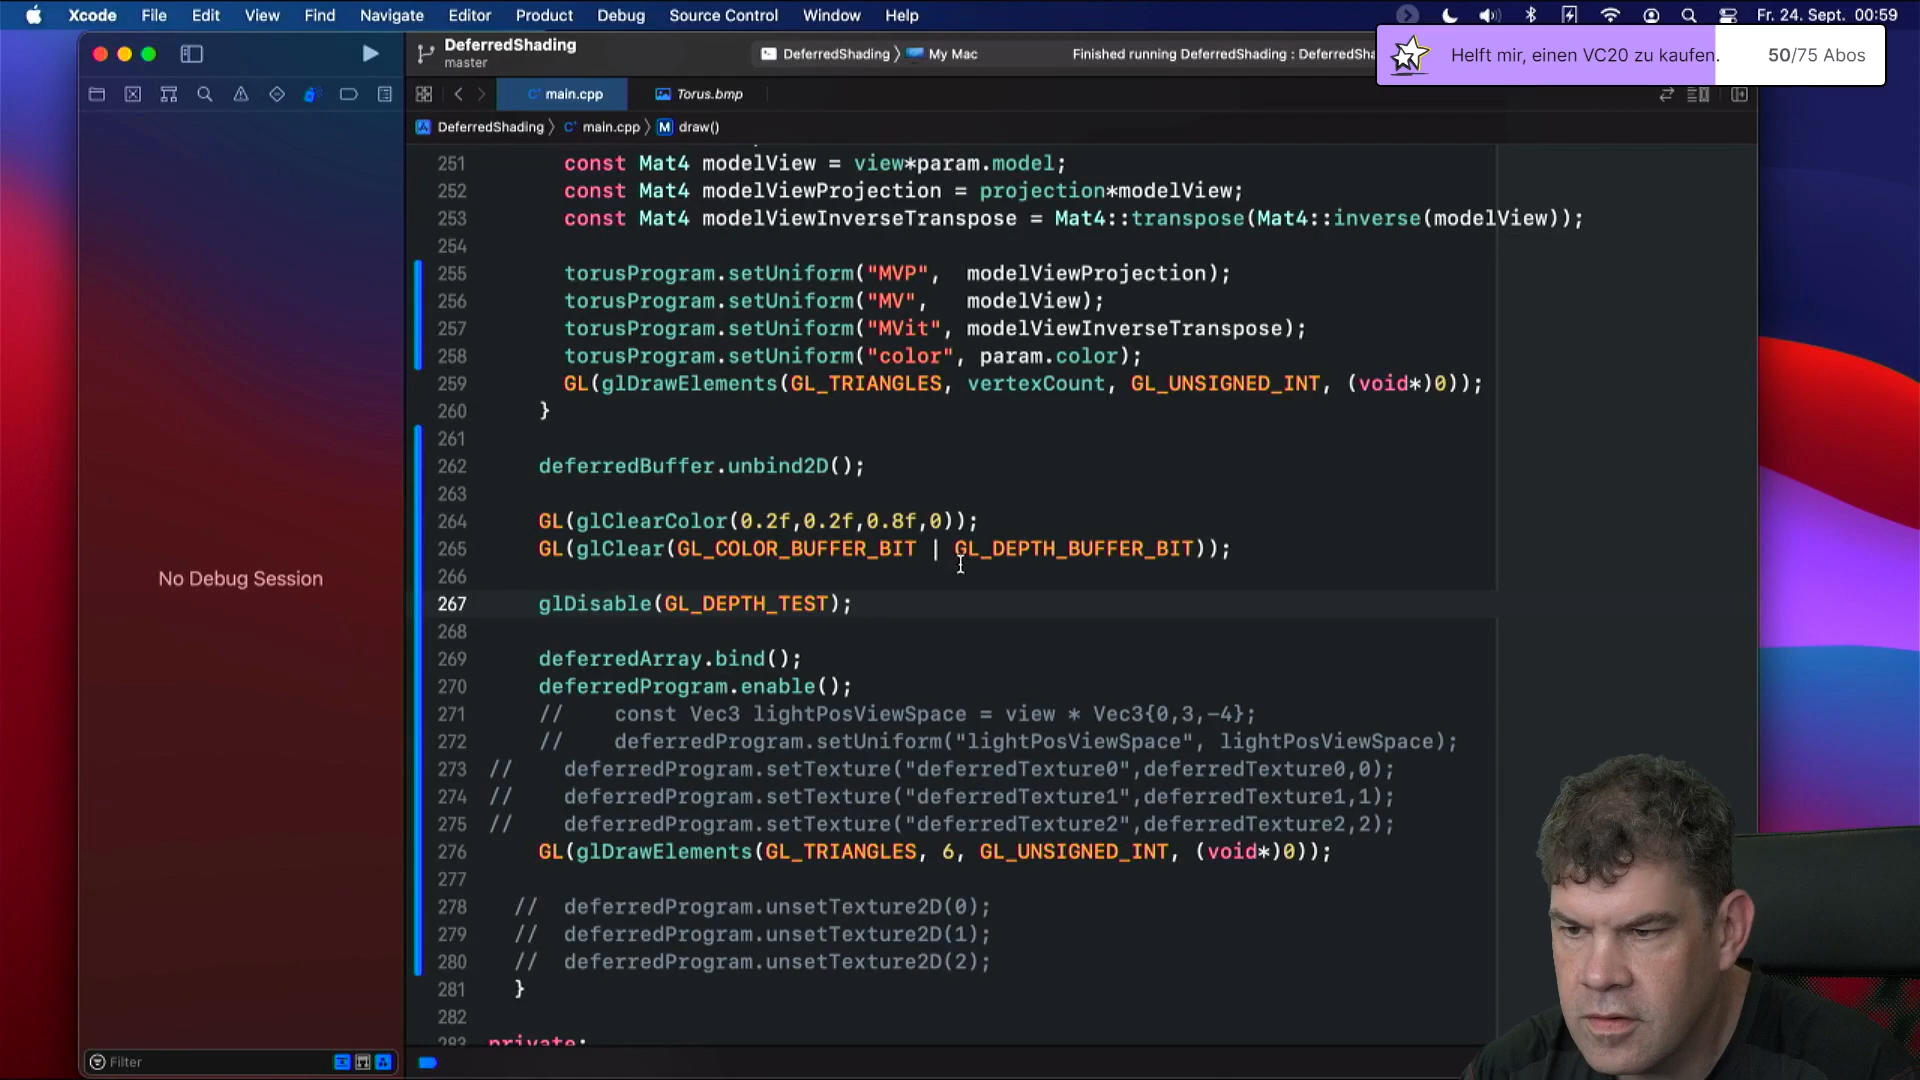 Xcode File Edit View Find Navigate Editor Product Debug Source Control Window Help Fr. 24. Sept. 00:59
Helft mir, einen VC20 zu kaufen. 50/75 Abos
DeferredShading
master
DeferredShading 〉 My Mac
Finished running DeferredShading : DeferredSha
main.cpp
Torus.bmp
DeferredShading 〉 main.cpp 〉 M draw()
No Debug Session
251 const Mat4 modelView = view*param.model;
252 const Mat4 modelViewProjection = projection*modelView;
253 const Mat4 modelViewInverseTranspose = Mat4::transpose(Mat4::inverse(modelView));
254
255 torusProgram.setUniform("MVP", modelViewProjection);
256 torusProgram.setUniform("MV", modelView);
257 torusProgram.setUniform("MVit", modelViewInverseTranspose);
258 torusProgram.setUniform("color", param.color);
259 GL(glDrawElements(GL_TRIANGLES, vertexCount, GL_UNSIGNED_INT, (void*)0));
260 }
261
262 deferredBuffer.unbind2D();
263
264 GL(glClearColor(0.2f,0.2f,0.8f,0));
265 GL(glClear(GL_COLOR_BUFFER_BIT | GL_DEPTH_BUFFER_BIT));
266
267 glDisable(GL_DEPTH_TEST);
268
269 deferredArray.bind();
270 deferredProgram.enable();
271 // const Vec3 lightPosViewSpace = view * Vec3{0,3,-4};
272 // deferredProgram.setUniform("lightPosViewSpace", lightPosViewSpace);
273 // deferredProgram.setTexture("deferredTexture0",deferredTexture0,0);
274 // deferredProgram.setTexture("deferredTexture1",deferredTexture1,1);
275 // deferredProgram.setTexture("deferredTexture2",deferredTexture2,2);
276 GL(glDrawElements(GL_TRIANGLES, 6, GL_UNSIGNED_INT, (void*)0));
277
278 // deferredProgram.unsetTexture2D(0);
279 // deferredProgram.unsetTexture2D(1);
280 // deferredProgram.unsetTexture2D(2);
281 }
282
283 private:
Filter